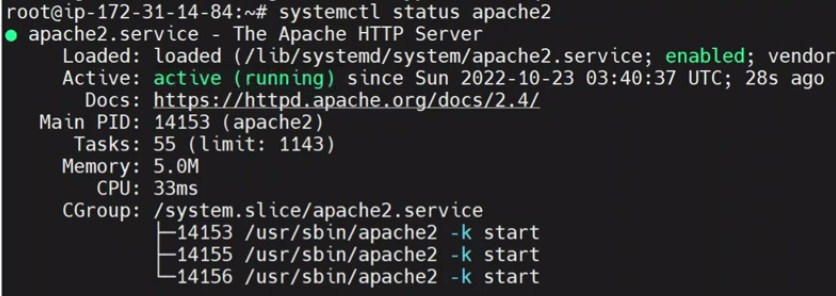 root@ip-172-31-14-84:~# systemctl status apache2
● apache2.service - The Apache HTTP Server
Loaded: loaded (/lib/systemd/system/apache2.service; enabled; vendor
Active: active (running) since Sun 2022-10-23 03:40:37 UTC; 28s ago
Docs: https://httpd.apache.org/docs/2.4/
Main PID: 14153 (apache2)
Tasks: 55 (limit: 1143)
Memory: 5.0M
CPU: 33ms
CGroup: /system.slice/apache2.service
├─14153 /usr/sbin/apache2 -k start
├─14155 /usr/sbin/apache2 -k start
└─14156 /usr/sbin/apache2 -k start